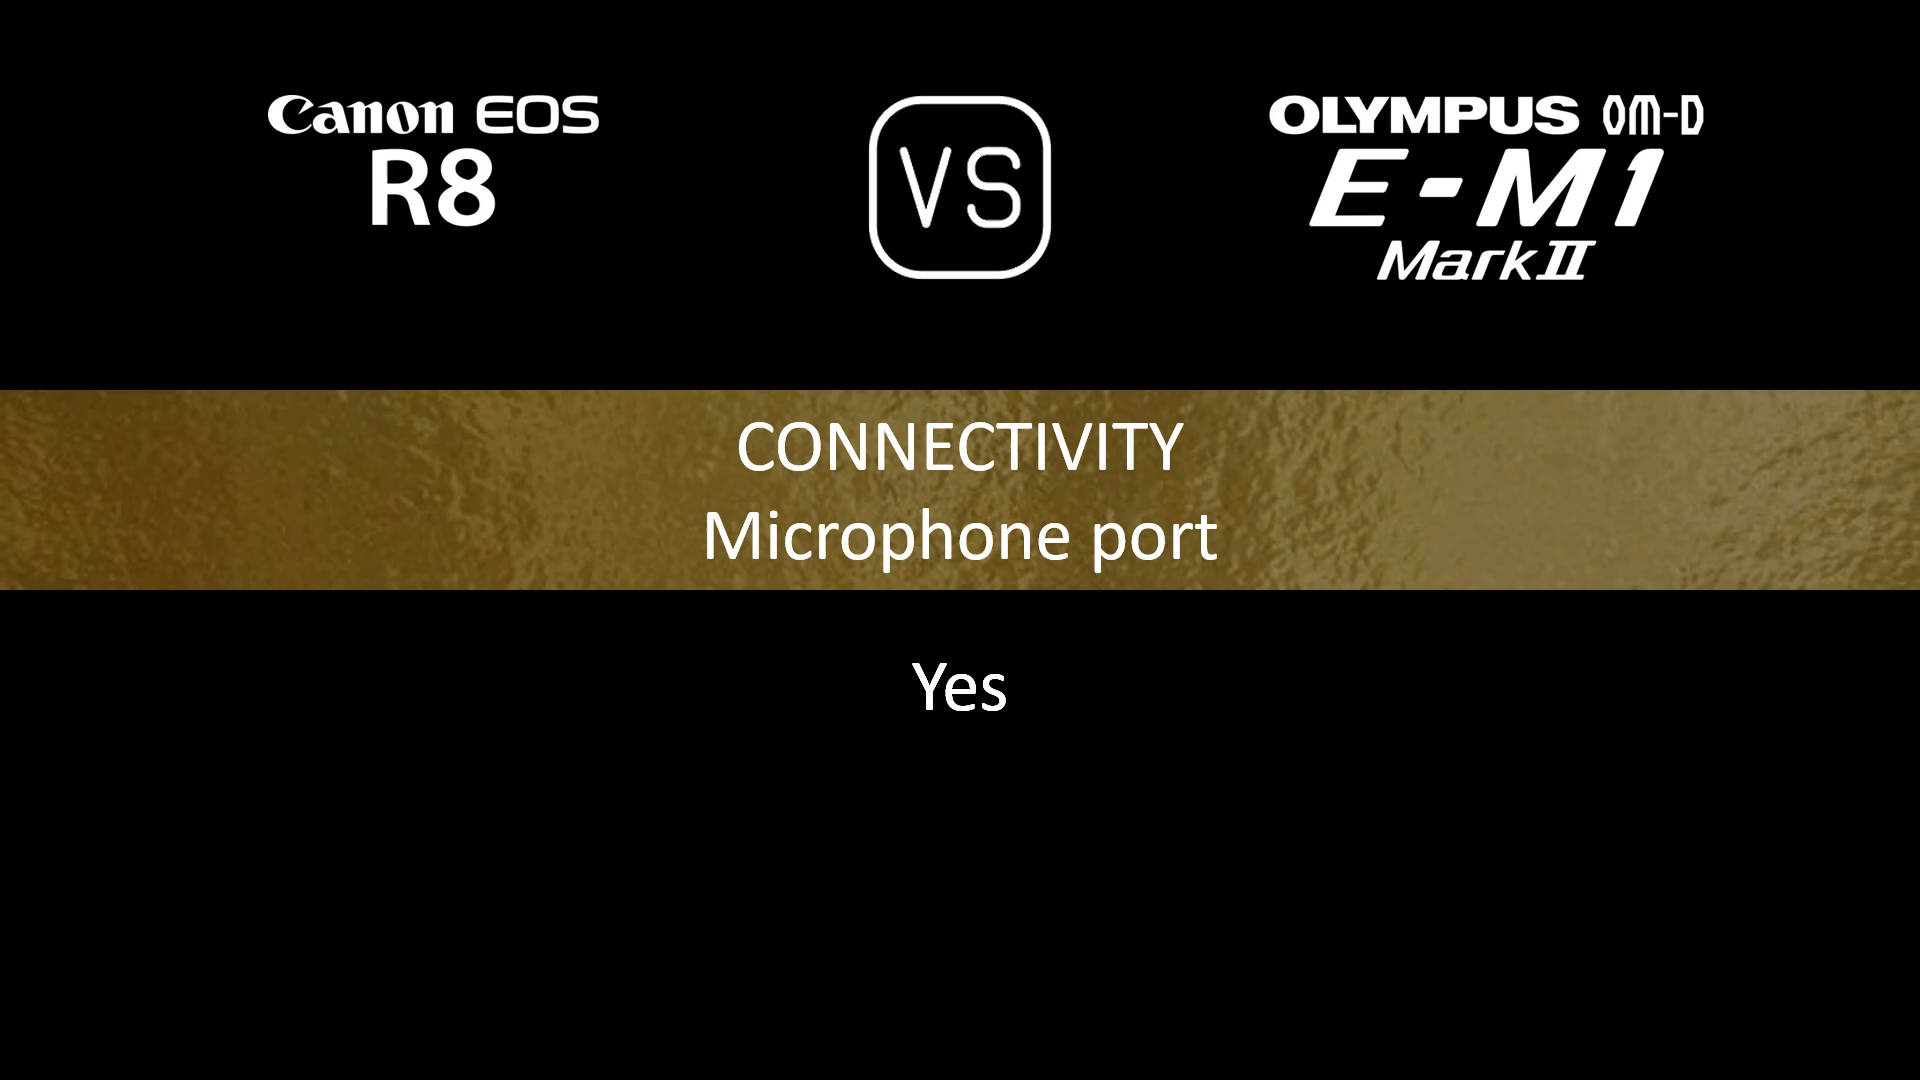 Canon EOS
R8
VS
OLYMPUS OM-D
E-M1
Mark II
CONNECTIVITY
Microphone port
Yes